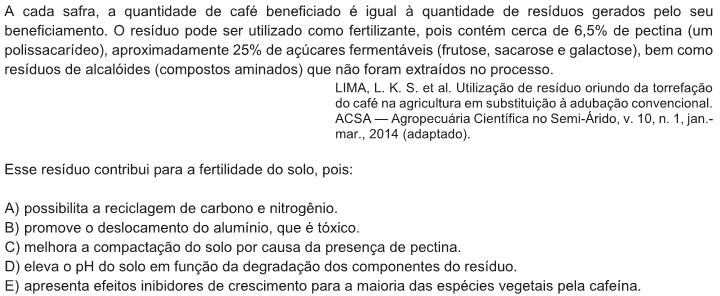 A cada safra, a quantidade de café beneficiado é igual à quantidade de resíduos gerados pelo seu
beneficiamento. O resíduo pode ser utilizado como fertilizante, pois contém cerca de 6,5% de pectina (um
polissacarídeo), aproximadamente 25% de açúcares fermentáveis (frutose, sacarose e galactose), bem como
resíduos de alcalóides (compostos aminados) que não foram extraídos no processo.
LIMA, L. K. S. et al. Utilização de resíduo oriundo da torrefação
do café na agricultura em substituição à adubação convencional.
ACSA — Agropecuária Científica no Semi-Árido, v. 10, n. 1, jan.-
mar., 2014 (adaptado).
Esse resíduo contribui para a fertilidade do solo, pois:
A) possibilita a reciclagem de carbono e nitrogênio.
B) promove o deslocamento do alumínio, que é tóxico.
C) melhora a compactação do solo por causa da presença de pectina.
D) eleva o pH do solo em função da degradação dos componentes do resíduo.
E) apresenta efeitos inibidores de crescimento para a maioria das espécies vegetais pela cafeína.